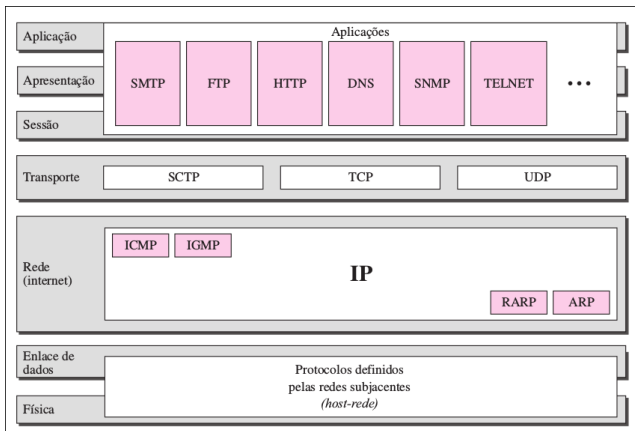 Aplicação
Aplicações
Apresentação
SMTP
FTP
HTTP
DNS
SNMP
TELNET
•••
Sessão
Transporte
SCTP
TCP
UDP
ICMP
IGMP
Rede
(internet)
IP
RARP
ARP
Enlace de
dados
Protocolos definidos
pelas redes subjacentes
(host-rede)
Física